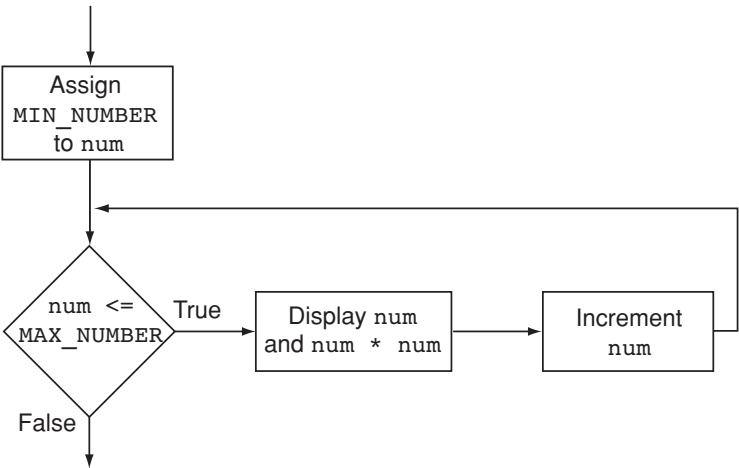 Assign
MIN_NUMBER
to num
num <=
MAX_NUMBER
True
Display num
and num * num
Increment
num
False